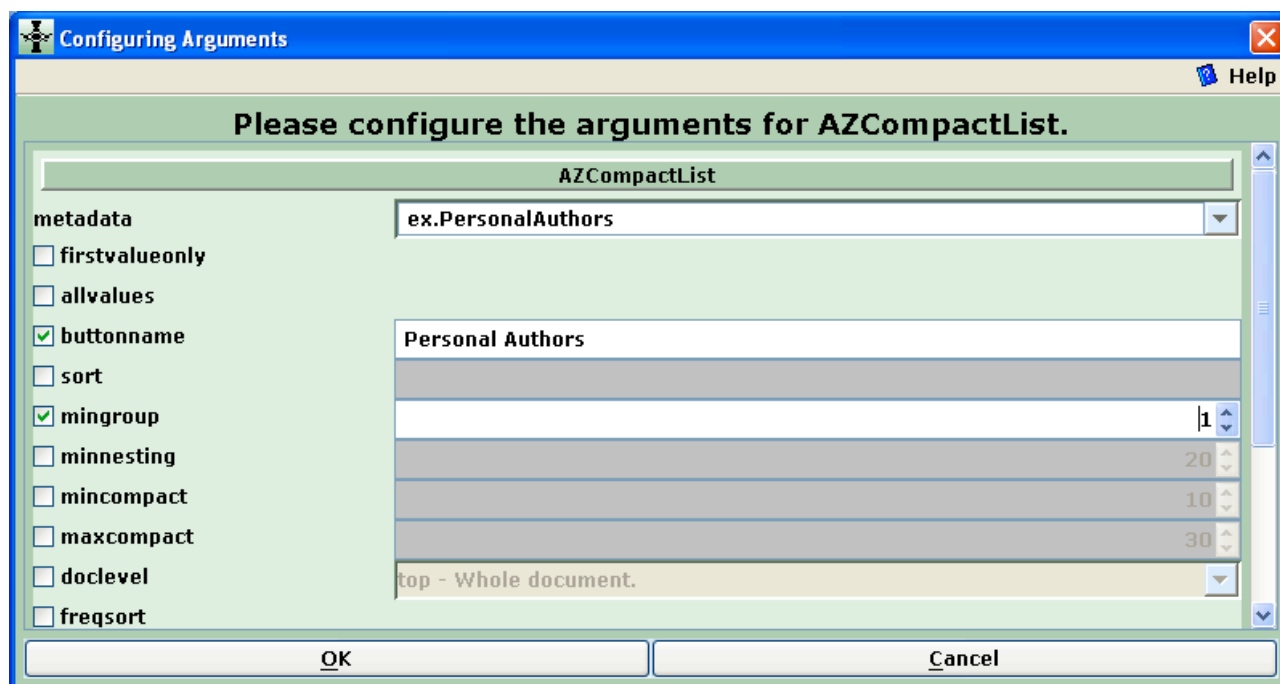 Configuring Arguments
Help
Please configure the arguments for AZCompactList.
AZCompactList
metadata ex.PersonalAuthors
firstvalueonly
allvalues
buttonname Personal Authors
sort
mingroup 1
minnesting 20
mincompact 10
maxcompact 30
doclevel top - Whole document.
freqsort
OK Cancel